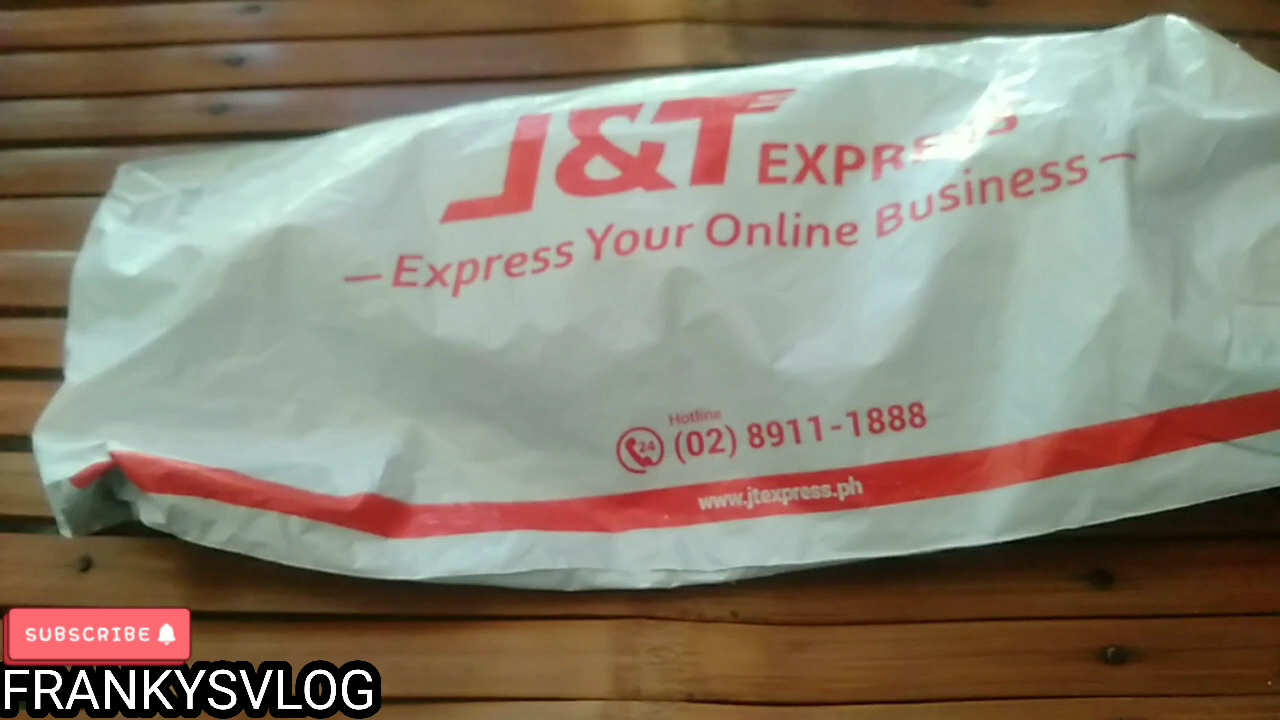 J&T EXPRESS
— Express Your Online Business —
Hotline
24 (02) 8911-1888
www.jtexpress.ph
SUBSCRIBE
FRANKYSVLOG